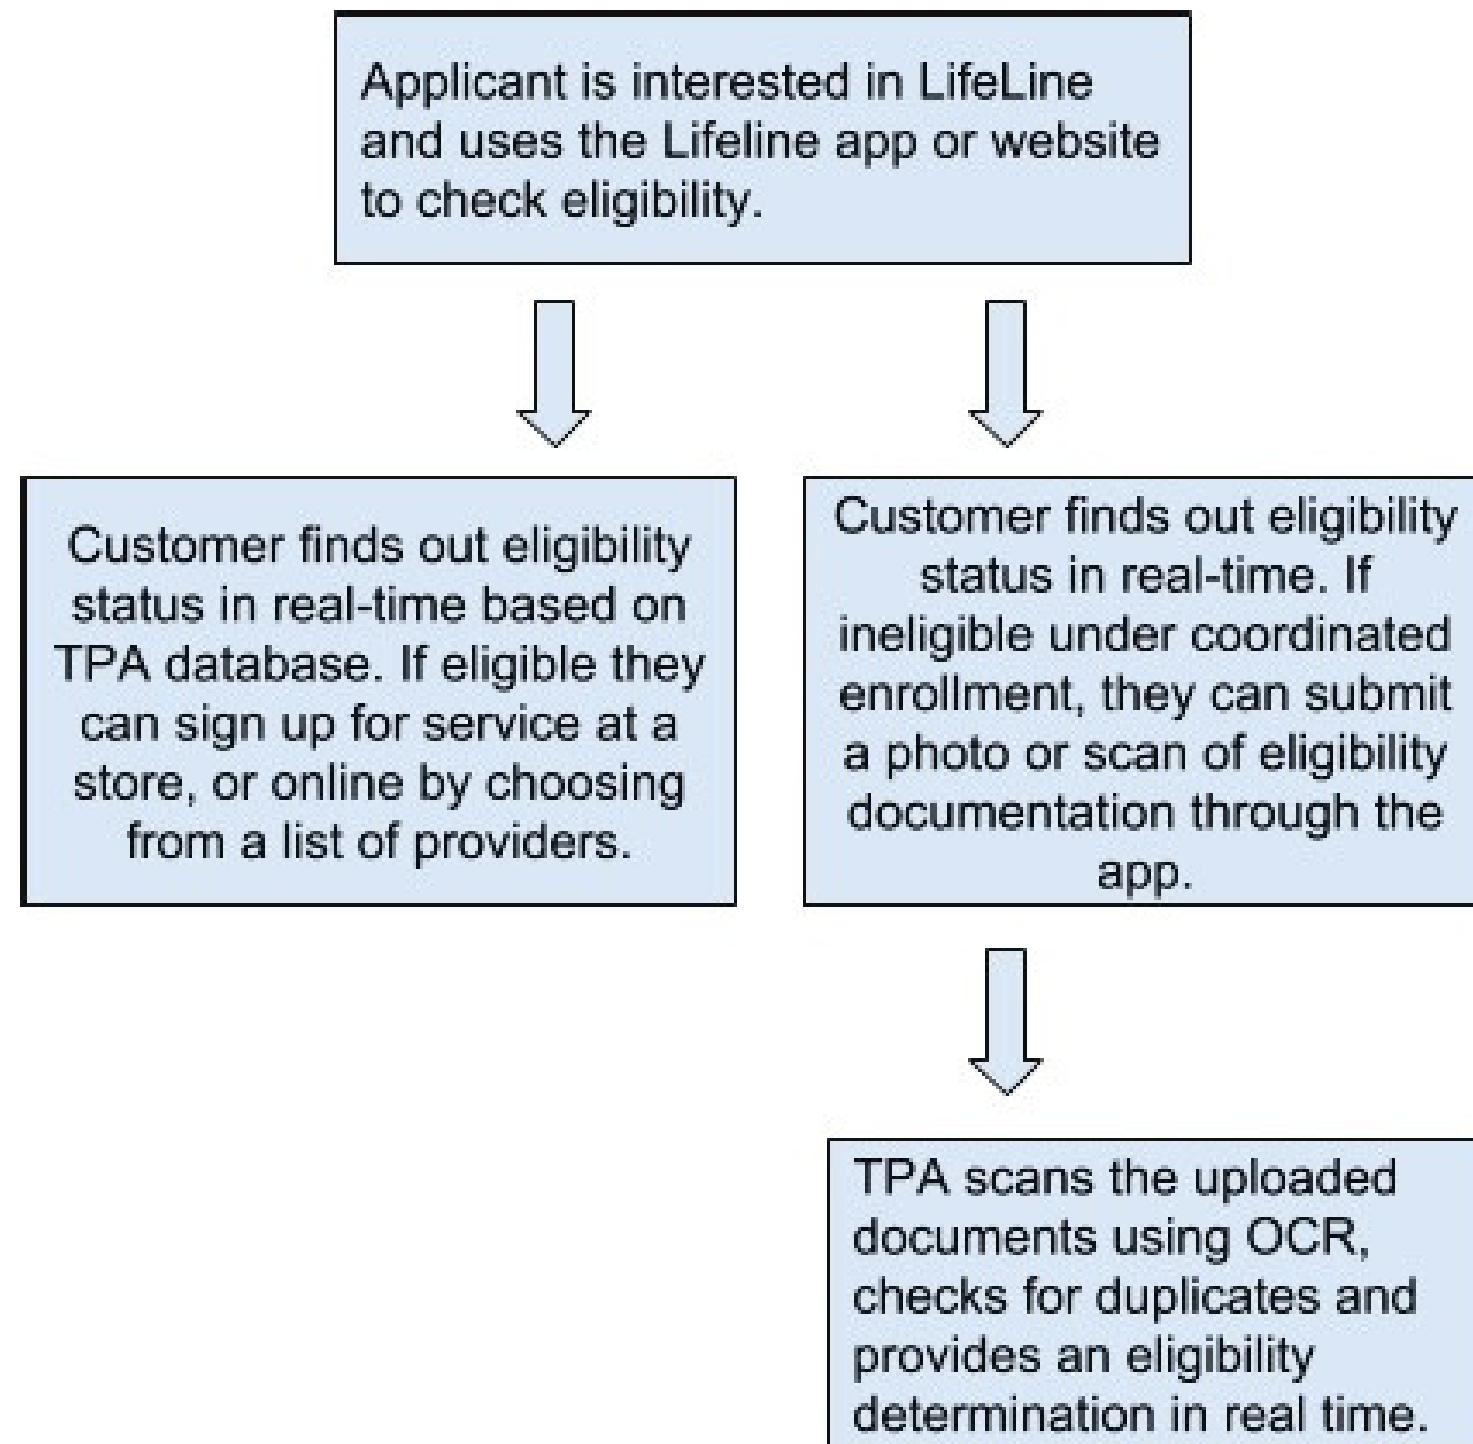 Applicant is interested in LifeLine
and uses the Lifeline app or website
to check eligibility.
Customer finds out eligibility
status in real-time based on
TPA database. If eligible they
can sign up for service at a
store, or online by choosing
from a list of providers.
Customer finds out eligibility
status in real-time. If
ineligible under coordinated
enrollment, they can submit
a photo or scan of eligibility
documentation through the
app.
TPA scans the uploaded
documents using OCR,
checks for duplicates and
provides an eligibility
determination in real time.